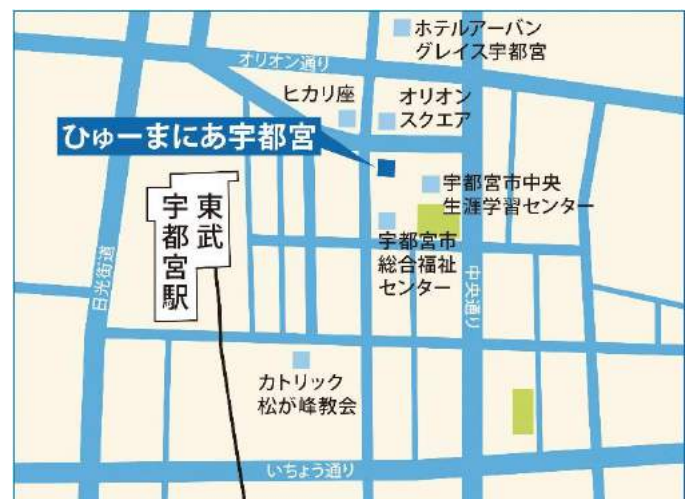 ホテルアーバン
グレイス宇都宮
オリオン通り
ヒカリ座
オリオン
スクエア
ひゅーまにあ宇都宮
宇都宮市中央
生涯学習センター
東武
宇都宮駅
宇都宮市
総合福祉
センター
日光街道
中央通り
カトリック
松が峰教会
いちょう通り